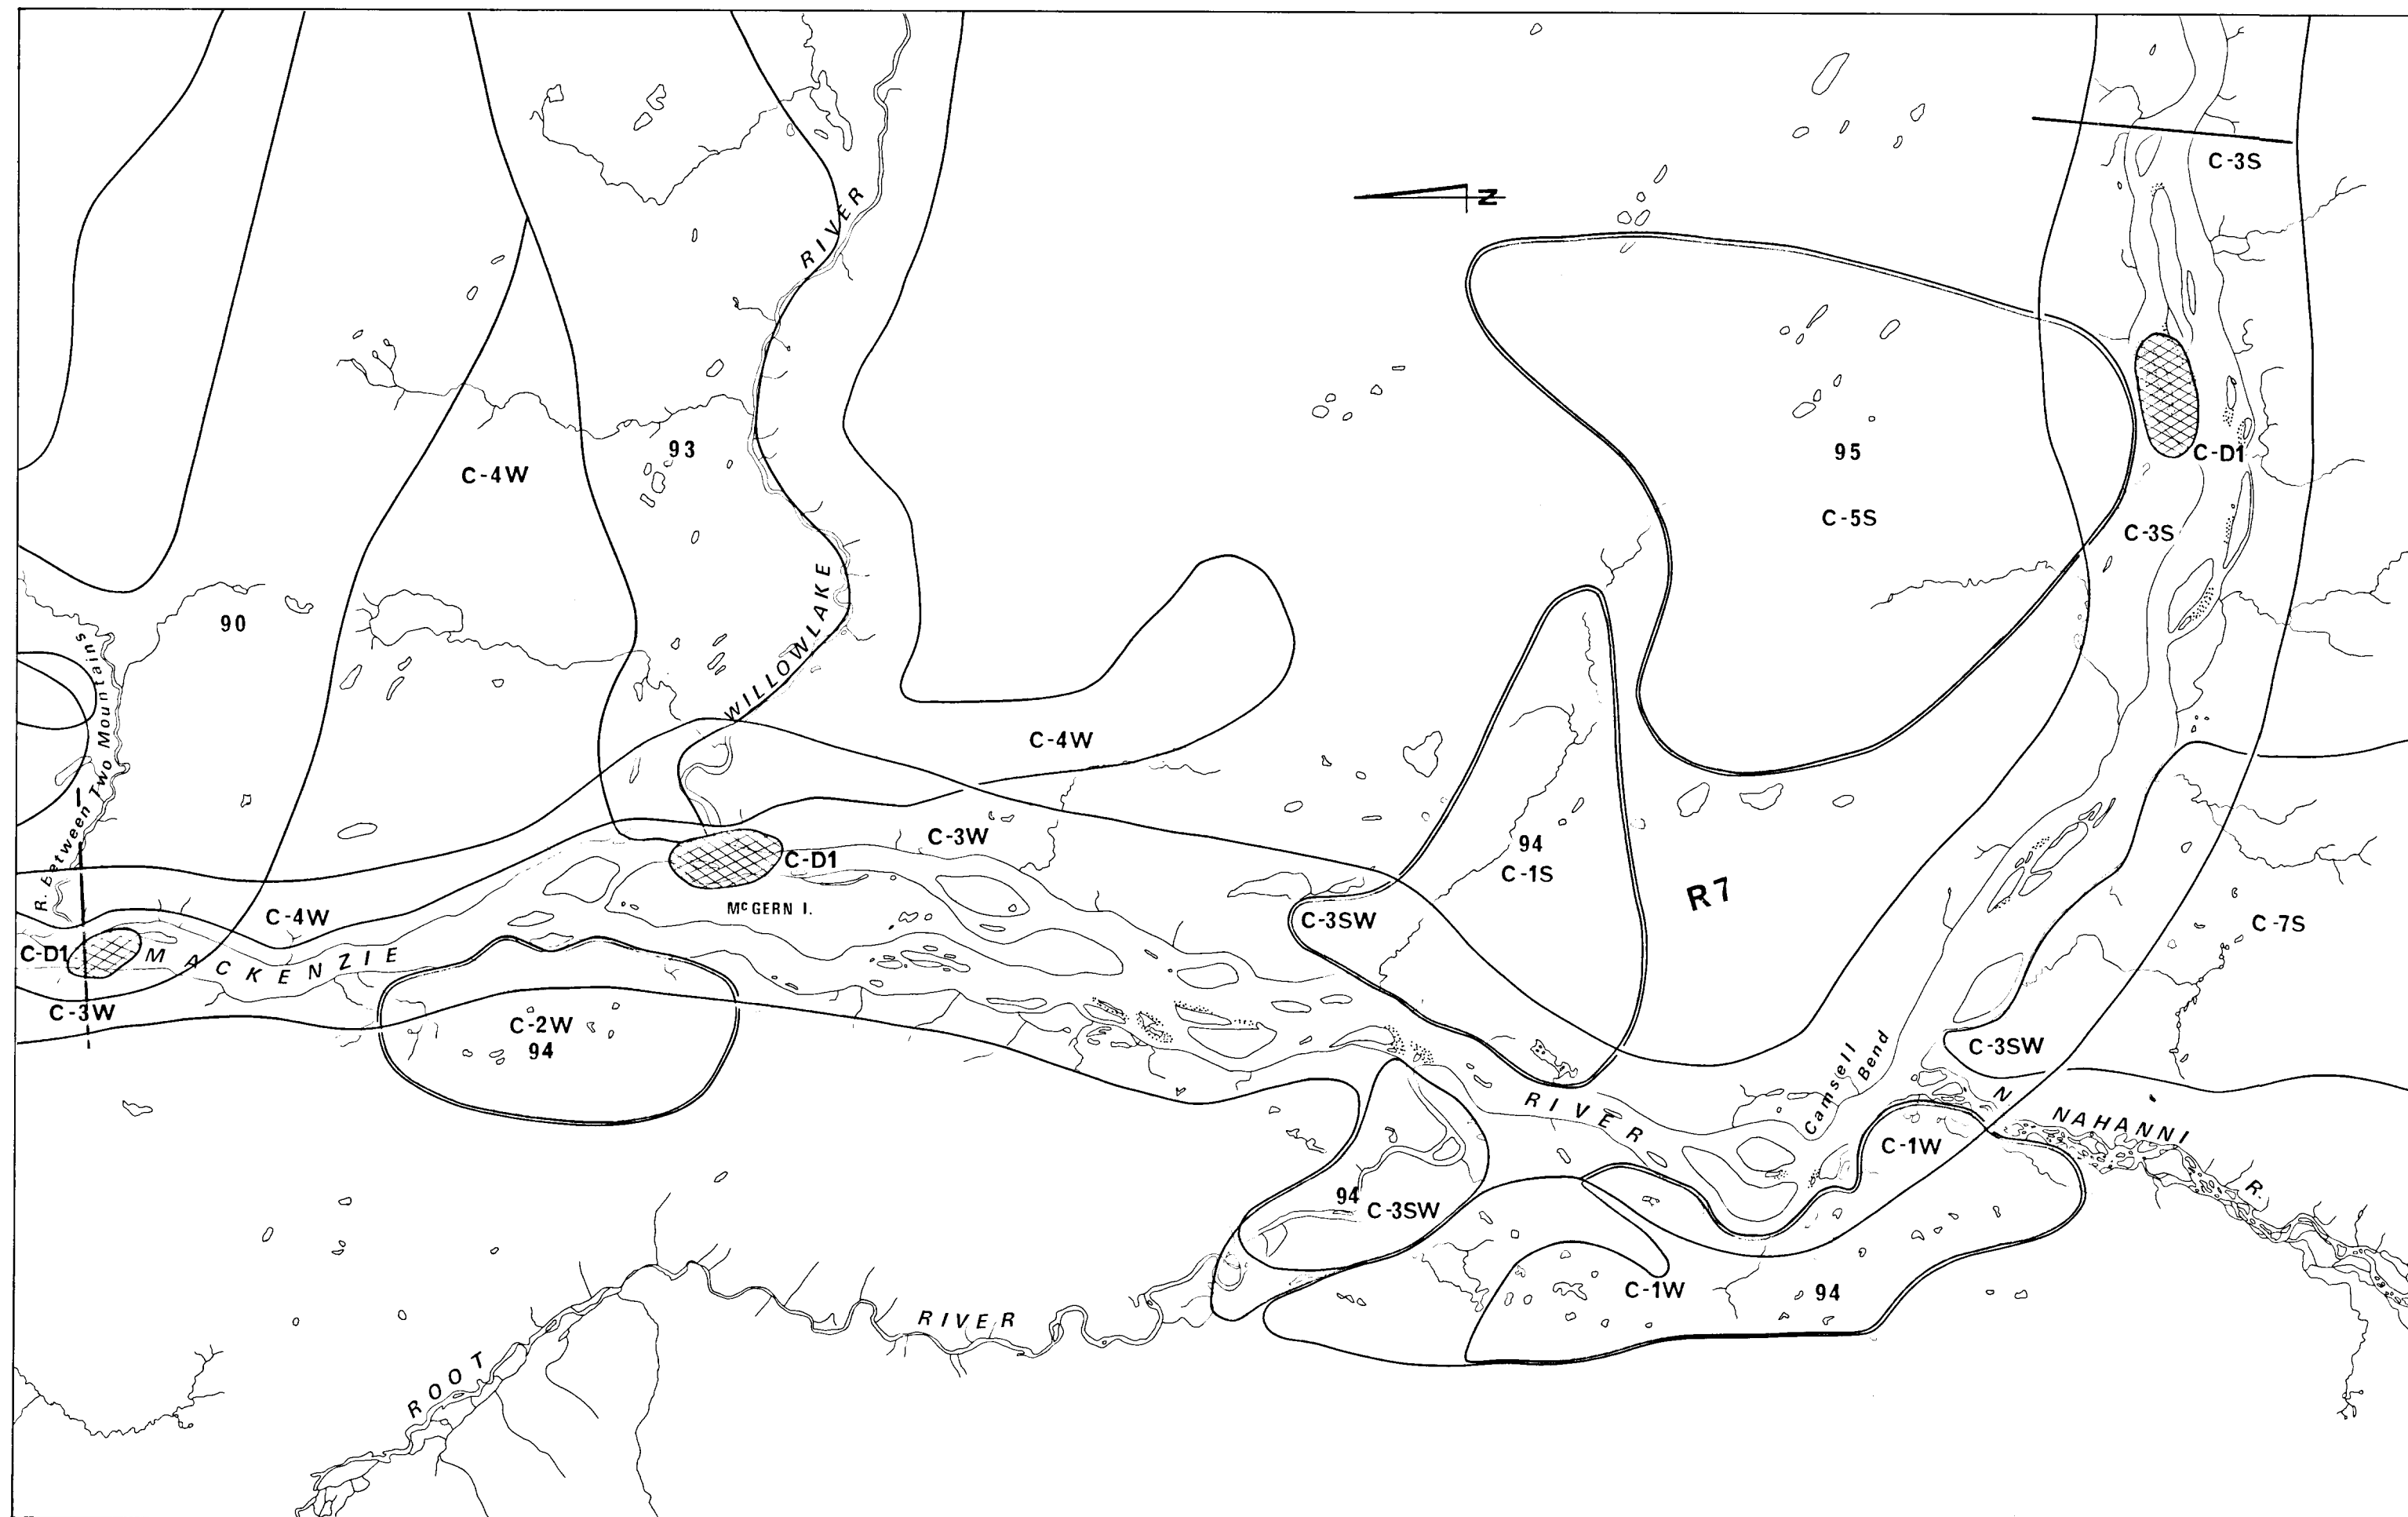 C-3S
N
RIVER
93
C-4W
95
C-D1
C-5S
C-3S
WILLOWLAKE
90
R. Between Two Mountains
C-4W
C-3W
94
C-D1
C-1S
R7
McGERN I.
C-4W
C-3SW
C-7S
C-D1
MACKENZIE
C-3W
C-2W
94
Camsell
Bend
C-3SW
RIVER
N
NAHANNI
R.
C-1W
94
C-3SW
C-1W
94
RIVER
ROOT